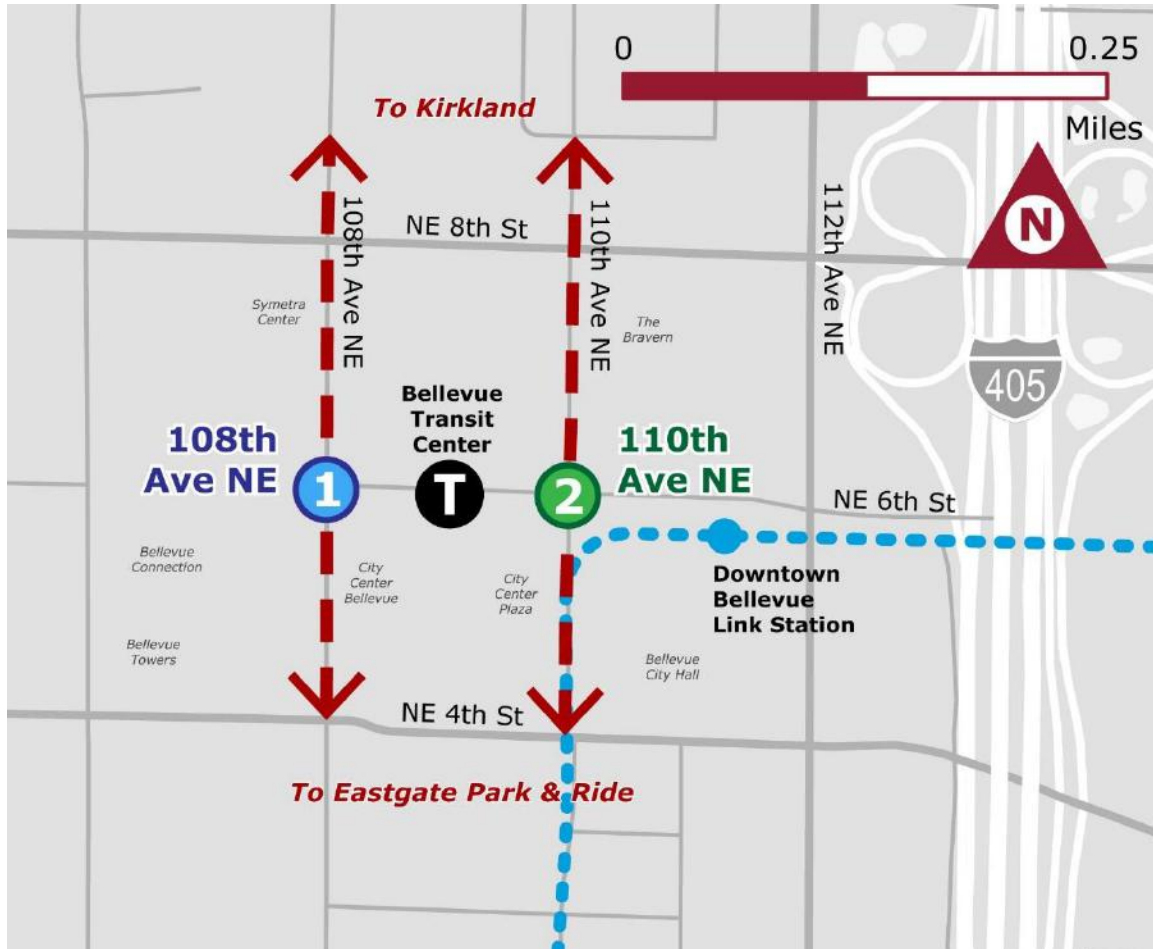 0
0.25
Miles
To Kirkland
N
108th Ave NE
110th Ave NE
112th Ave NE
NE 8th St
Symetra
Center
The
Bravern
405
Bellevue
Transit
Center
108th
Ave NE
1
T
2
110th
Ave NE
NE 6th St
Bellevue
Connection
City
Center
Bellevue
City
Center
Plaza
Downtown
Bellevue
Link Station
Bellevue
Towers
Bellevue
City Hall
NE 4th St
To Eastgate Park & Ride